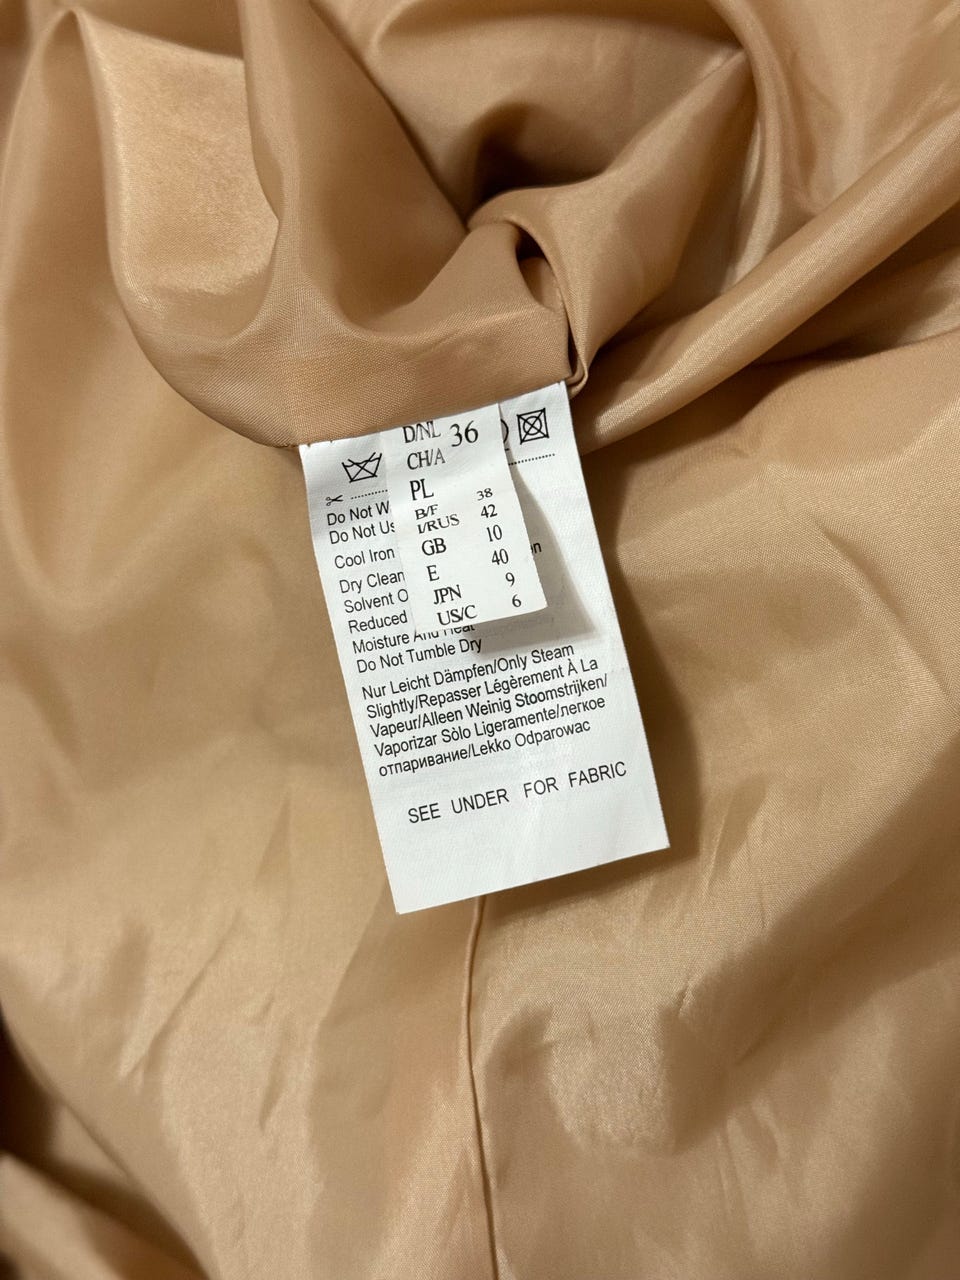 D/NL 36
CH/A
PL
B/F 38
I/RUS 42
GB 10
E 40
JPN 9
US/C 6
Do Not
Do Not
Cool Iron
Dry Clean
Solvent
Reduced
Moisture And Heat
Do Not Tumble Dry
Nur Leicht Dämpfen/Only Steam
Slightly/Repasser Légèrement À La
Vapeur/Alleen Weinig Stoomstrijken/
Vaporizar Sòlo Ligeramente/легкое
отпаривание/Lekko Odparowac
SEE UNDER FOR FABRIC